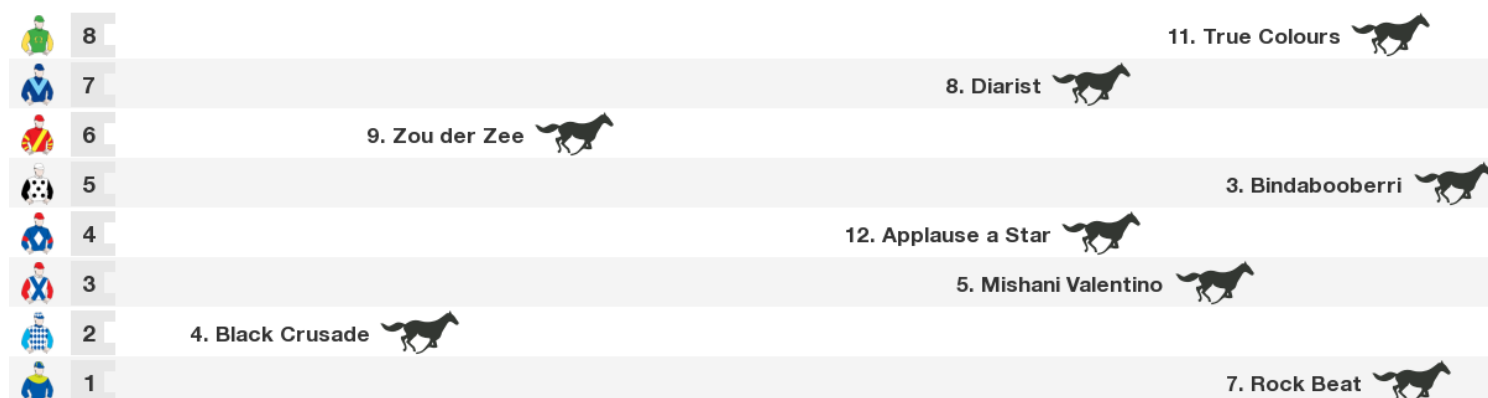 8 11. True Colours
7 8. Diarist
6 9. Zou der Zee
5 3. Bindabooberri
4 12. Applause a Star
3 5. Mishani Valentino
2 4. Black Crusade
1 7. Rock Beat